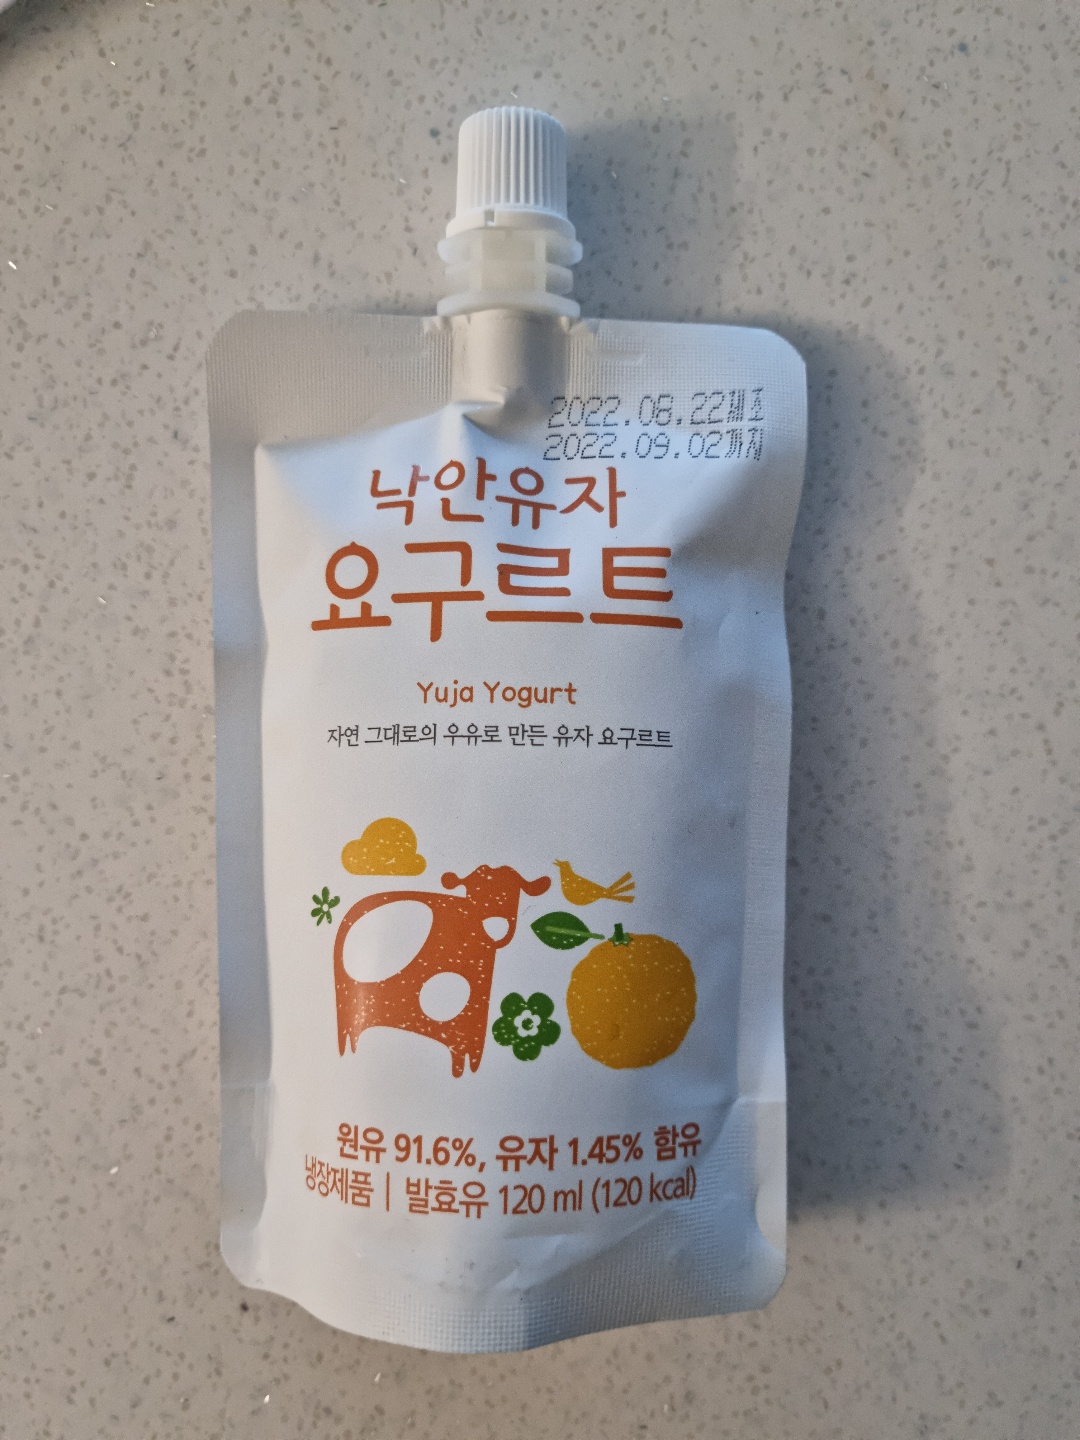 2022.08.22제조
2022.09.02까지
낙안유자
요구르트
Yuja Yogurt
자연 그대로의 우유로 만든 유자 요구르트
원유 91.6%, 유자 1.45% 함유
냉장제품 | 발효유 120 ml (120 kcal)